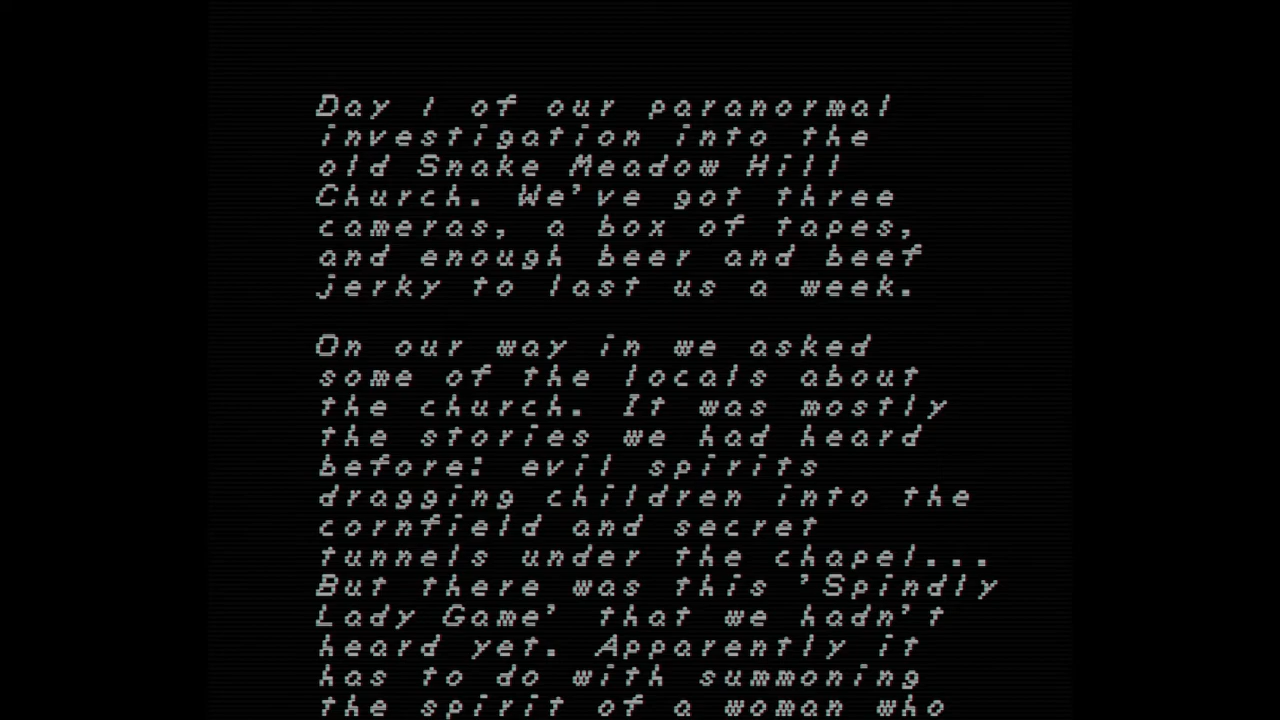 Day 1 of our paranormal
investigation into the
old Snake Meadow Hill
Church. We've got three
cameras, a box of tapes,
and enough beer and beef
jerky to last us a week.
On our way in we asked
some of the locals about
the church. It was mostly
the stories we had heard
before: evil spirits
dragging children into the
cornfield and secret
tunnels under the chapel...
But there was this 'Spindly
Lady Game' that we hadn't
heard yet. Apparently it
has to do with summoning
the spirit of a woman who